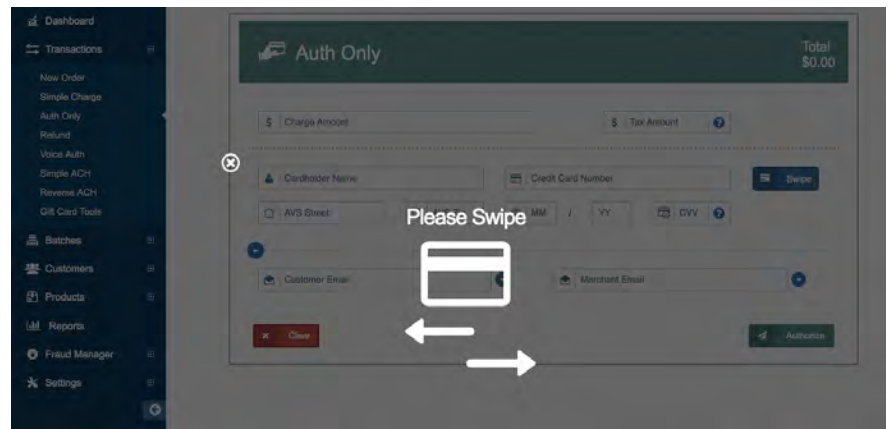 Dashboard
Transactions
New Order
Simple Charge
Auth Only
Refund
Voice Auth
Simple ACH
Reverse ACH
Gift Card Tools
Batches
Customers
Products
Reports
Fraud Manager
Settings
Auth Only
Total
$0.00
$ Charge Amount
$ Tax Amount ?
Cardholder Name
Credit Card Number
Swipe
AVS Street
MM / YY
CVV ?
Please Swipe
Customer Email
Merchant Email
× Clear
Authorize